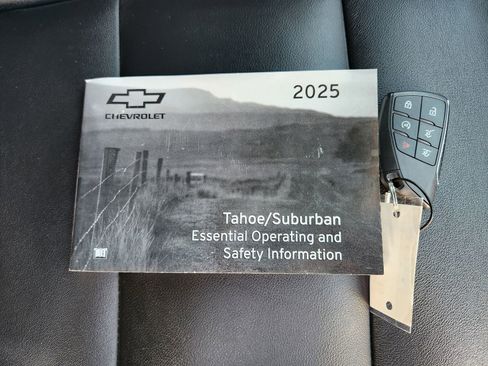 2025
CHEVROLET
Tahoe/Suburban
Essential Operating and
Safety Information